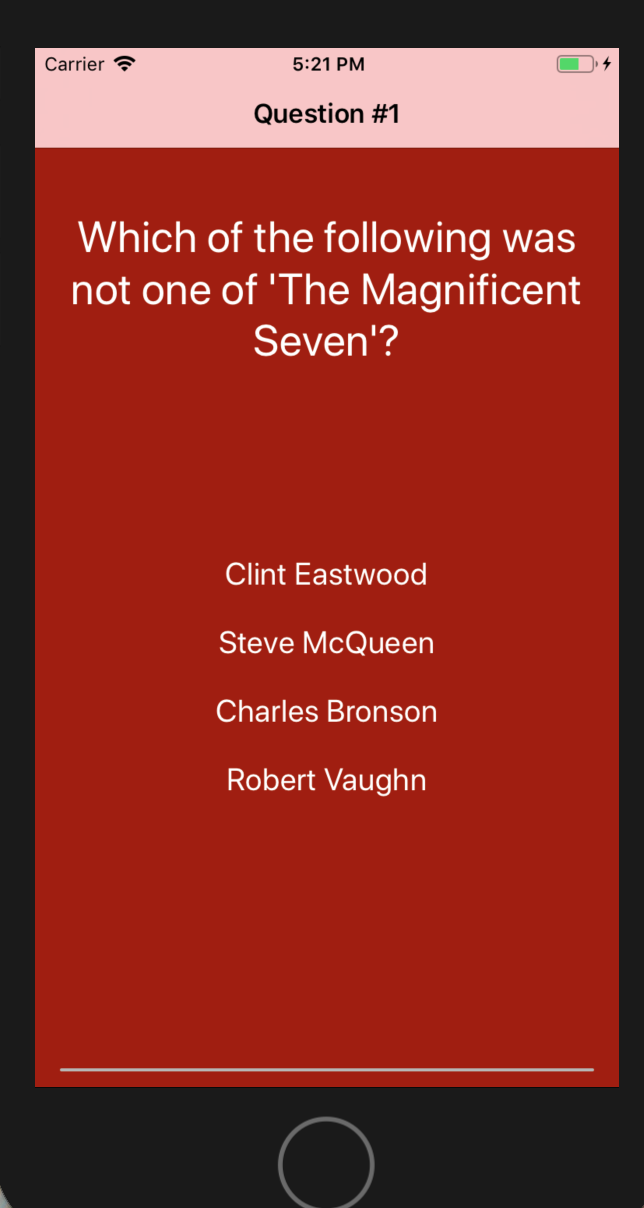 Carrier 5:21 PM
Question #1
Which of the following was
not one of 'The Magnificent
Seven'?
Clint Eastwood
Steve McQueen
Charles Bronson
Robert Vaughn